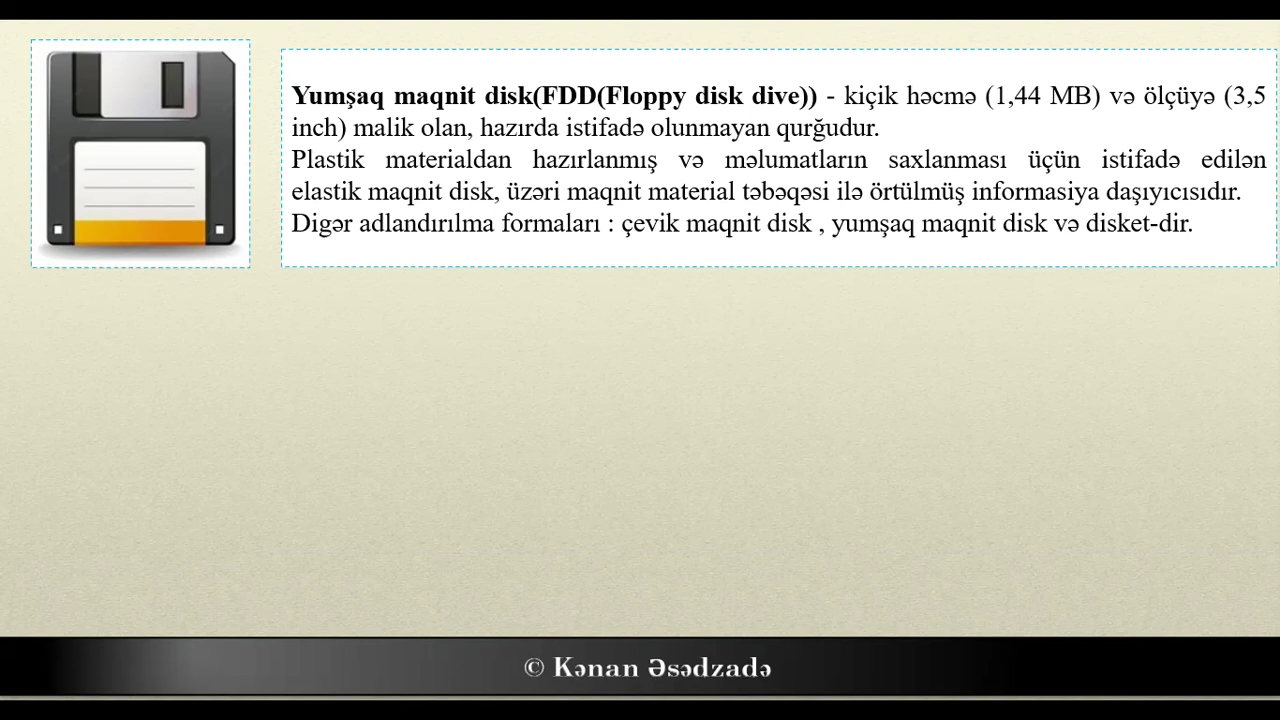 Yumşaq maqnit disk(FDD(Floppy disk dive)) - kiçik həcmə (1,44 MB) və ölçüyə (3,5
inch) malik olan, hazırda istifadə olunmayan qurğudur.
Plastik materialdan hazırlanmış və məlumatların saxlanması üçün istifadə edilən
elastik maqnit disk, üzəri maqnit material təbəqəsi ilə örtülmüş informasiya daşıyıcısıdır.
Digər adlandırılma formaları : çevik maqnit disk , yumşaq maqnit disk və disket-dir.
© Kənan Əsədzadə